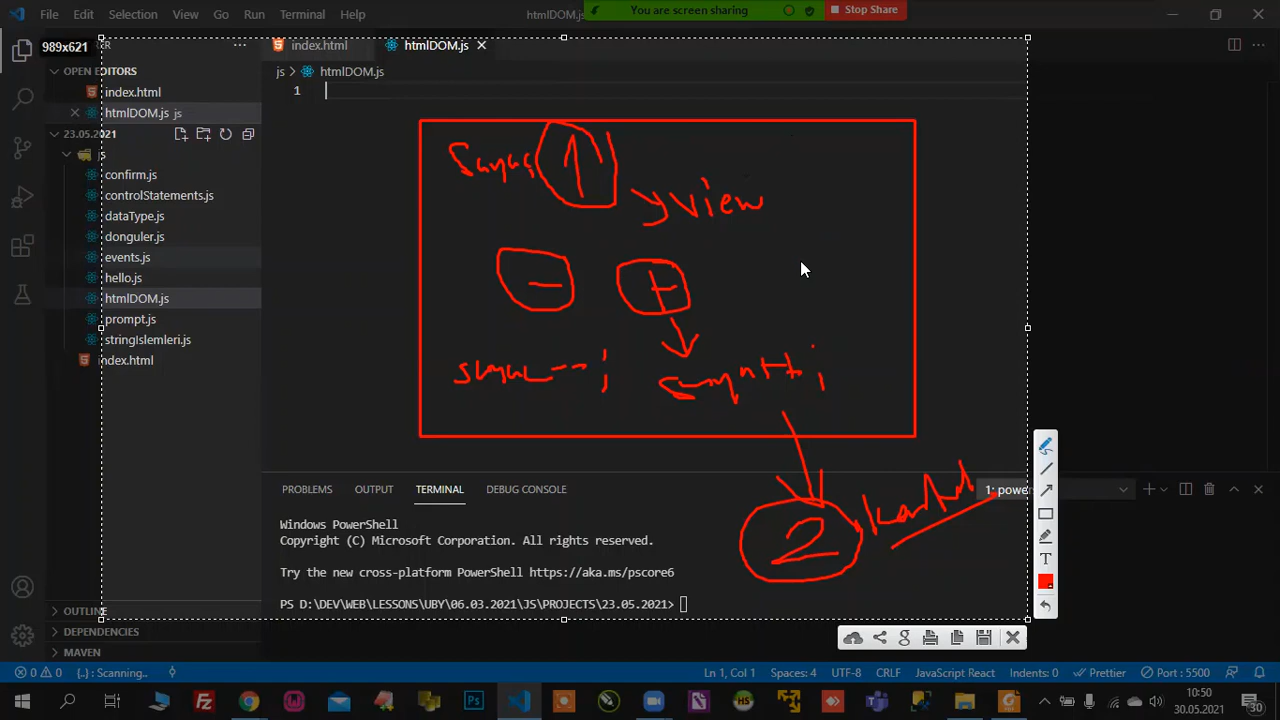 File Edit Selection View Go Run Terminal Help
htmlDOM.js
You are screen sharing
Stop Share
989x621
index.html
htmlDOM.js
js > htmlDOM.js
1
OPEN EDITORS
index.html
htmlDOM.js js
23.05.2021
js
confirm.js
controlStatements.js
dataType.js
donguler.js
events.js
hello.js
htmlDOM.js
prompt.js
stringIslemleri.js
index.html
OUTLINE
DEPENDENCIES
MAVEN
1
view
-
+
2
PROBLEMS OUTPUT TERMINAL DEBUG CONSOLE
1: power
Windows PowerShell
Copyright (C) Microsoft Corporation. All rights reserved.
Try the new cross-platform PowerShell https://aka.ms/pscore6
PS D:\DEV\WEB\LESSONS\UBY\06.03.2021\JS\PROJECTS\23.05.2021>
0 0 {..}: Scanning..
Ln 1, Col 1 Spaces: 4 UTF-8 CRLF JavaScript React Indents: 0 Prettier Port : 5500
10:50
30.05.2021
30